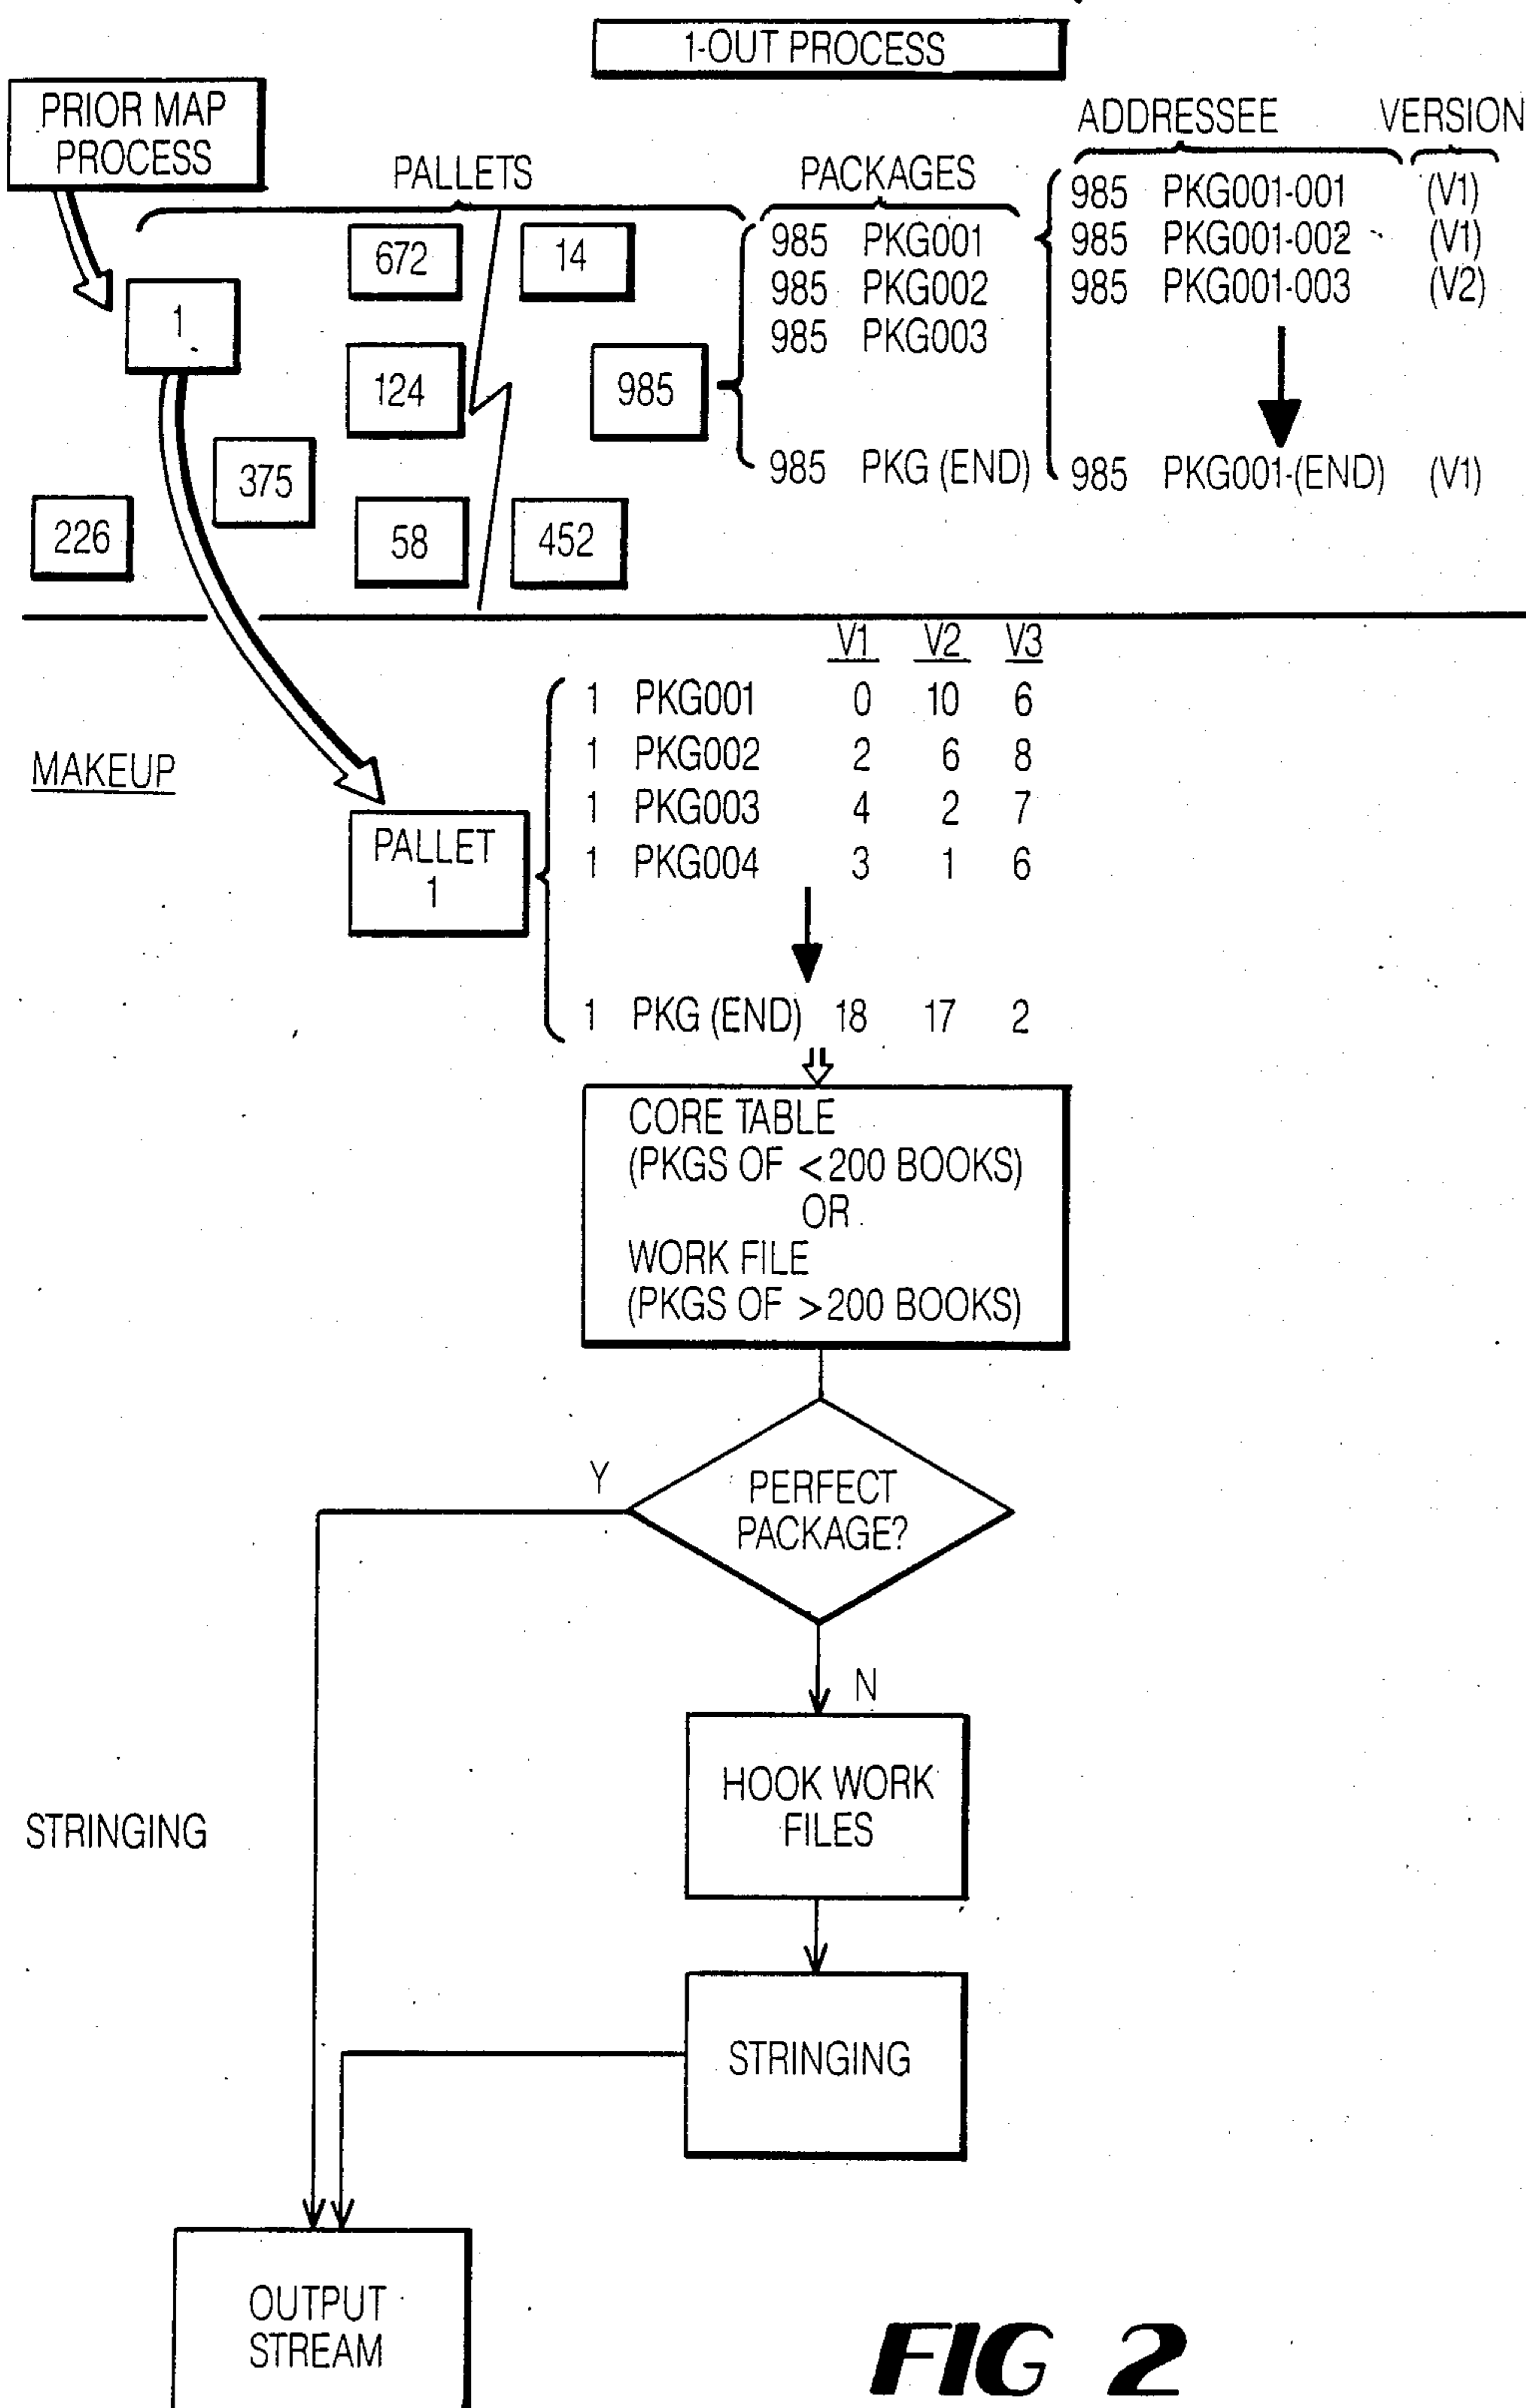 1-OUT PROCESS
PRIOR MAP
PROCESS
PALLETS
PACKAGES
ADDRESSEE
VERSION
985 PKG001-001 (V1)
985 PKG001-002 (V1)
985 PKG001-003 (V2)
985 PKG001-(END) (V1)
985 PKG001
985 PKG002
985 PKG003
985 PKG (END)
672
14
1
124
985
375
226
58
452
V1 V2 V3
1 PKG001 0 10 6
1 PKG002 2 6 8
1 PKG003 4 2 7
1 PKG004 3 1 6
1 PKG (END) 18 17 2
MAKEUP
PALLET
1
CORE TABLE
(PKGS OF <200 BOOKS)
OR
WORK FILE
(PKGS OF >200 BOOKS)
PERFECT
PACKAGE?
Y
N
HOOK WORK
FILES
STRINGING
STRINGING
OUTPUT
STREAM
FIG 2